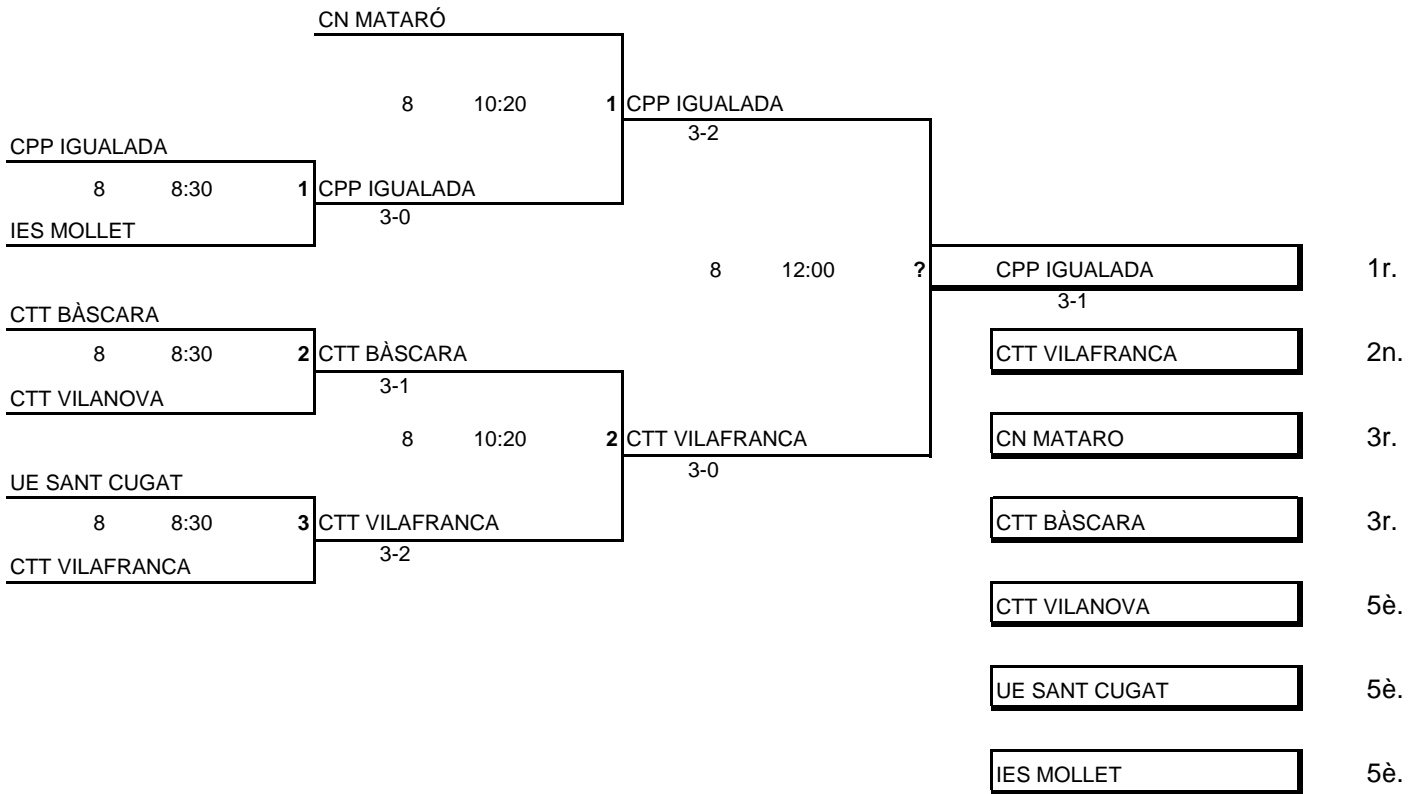 CN MATARÓ
8 10:20 1 CPP IGUALADA
3-2
CPP IGUALADA
8 8:30 1 CPP IGUALADA
3-0
IES MOLLET
8 12:00 ? CPP IGUALADA 1r.
3-1
CTT BÀSCARA
8 8:30 2 CTT BÀSCARA CTT VILAFRANCA 2n.
3-1
CTT VILANOVA
8 10:20 2 CTT VILAFRANCA CN MATARO 3r.
3-0
UE SANT CUGAT
8 8:30 3 CTT VILAFRANCA CTT BÀSCARA 3r.
3-2
CTT VILAFRANCA
CTT VILANOVA 5è.
UE SANT CUGAT 5è.
IES MOLLET 5è.